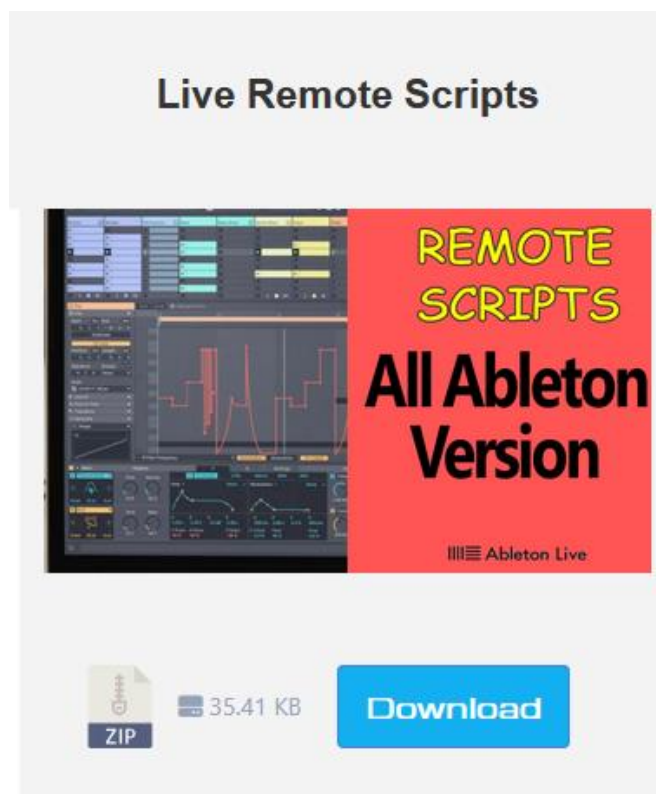 Live Remote Scripts
REMOTE
SCRIPTS
All Ableton
Version
Ableton Live
ZIP
35.41 KB
Download